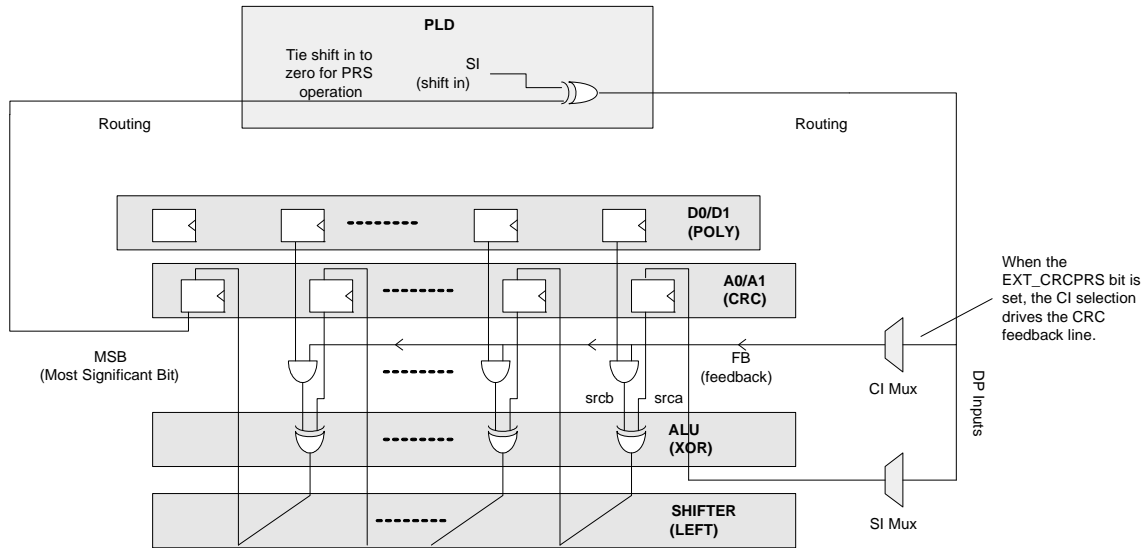 PLD
Tie shift in to
zero for PRS
operation
SI
(shift in)
Routing
Routing
D0/D1
(POLY)
A0/A1
(CRC)
When the
EXT_CRCPRS bit is
set, the CI selection
drives the CRC
feedback line.
MSB
(Most Significant Bit)
FB
(feedback)
CI Mux
DP Inputs
srcb
srca
ALU
(XOR)
SHIFTER
(LEFT)
SI Mux